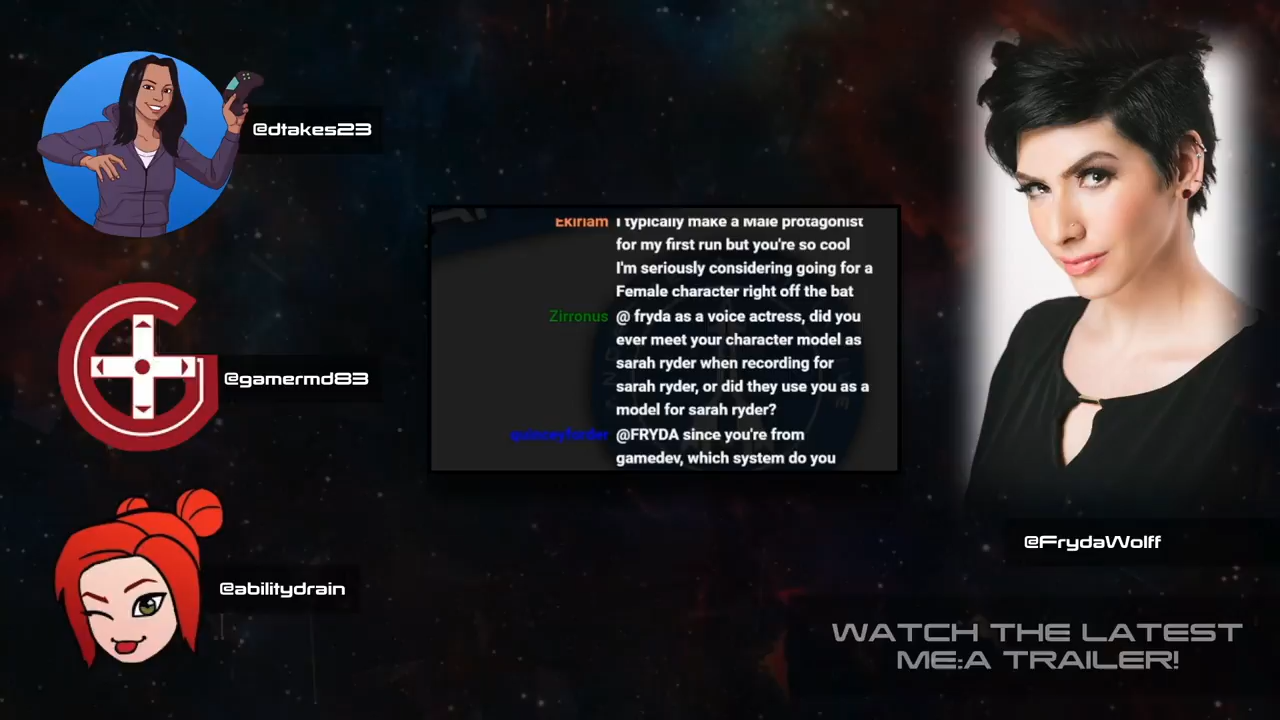 @dtakes23
@gamermd83
@abilitydrain
Ekiriam I typically make a Male protagonist
for my first run but you're so cool
I'm seriously considering going for a
Female character right off the bat
Zirronus @ fryda as a voice actress, did you
ever meet your character model as
sarah ryder when recording for
sarah ryder, or did they use you as a
model for sarah ryder?
@FRYDA since you're from
gamedev, which system do you
@FrydaWolff
WATCH THE LATEST
ME:A TRAILER!